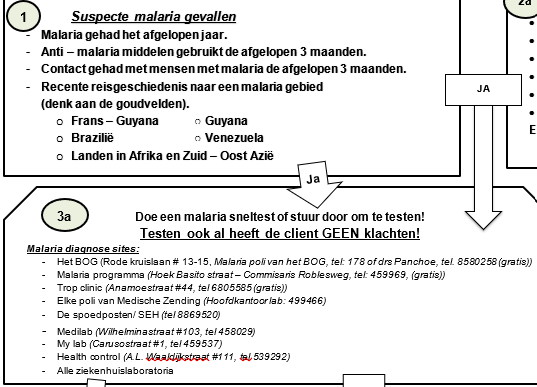 1
Suspecte malaria gevallen
- Malaria gehad het afgelopen jaar.
- Anti – malaria middelen gebruikt de afgelopen 3 maanden.
- Contact gehad met mensen met malaria de afgelopen 3 maanden.
- Recente reisgeschiedenis naar een malaria gebied
(denk aan de goudvelden).
o Frans – Guyana ○ Guyana
o Brazilië ○ Venezuela
o Landen in Afrika en Zuid – Oost Azië
2a
E
JA
Ja
3a
Doe een malaria sneltest of stuur door om te testen!
Testen ook al heeft de client GEEN klachten!
Malaria diagnose sites:
- Het BOG (Rode kruislaan # 13-15, Malaria poli van het BOG, tel: 178 of drs Panchoe, tel. 8580258 (gratis))
- Malaria programma (Hoek Basito straat – Commisaris Roblesweg, tel: 459969, (gratis))
- Trop clinic (Anamoestraat #44, tel 6805585 (gratis))
- Elke poli van Medische Zending (Hoofdkantoor lab: 499466)
- De spoedposten/ SEH (tel 8869520)
- Medilab (Wilhelminastraat #103, tel 458029)
- My lab (Carusostraat #1, tel 459537)
- Health control (A.L. Waaldijkstraat #111, tel.539292)
- Alle ziekenhuislaboratoria